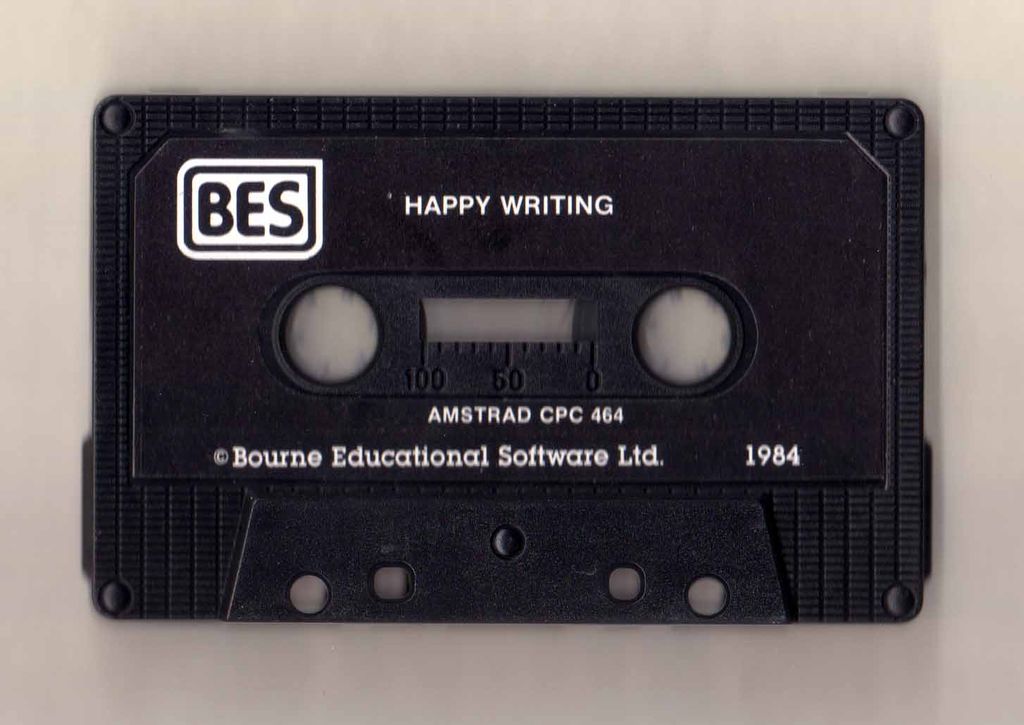 BES
HAPPY WRITING
100 50 0
AMSTRAD CPC 464
© Bourne Educational Software Ltd. 1984